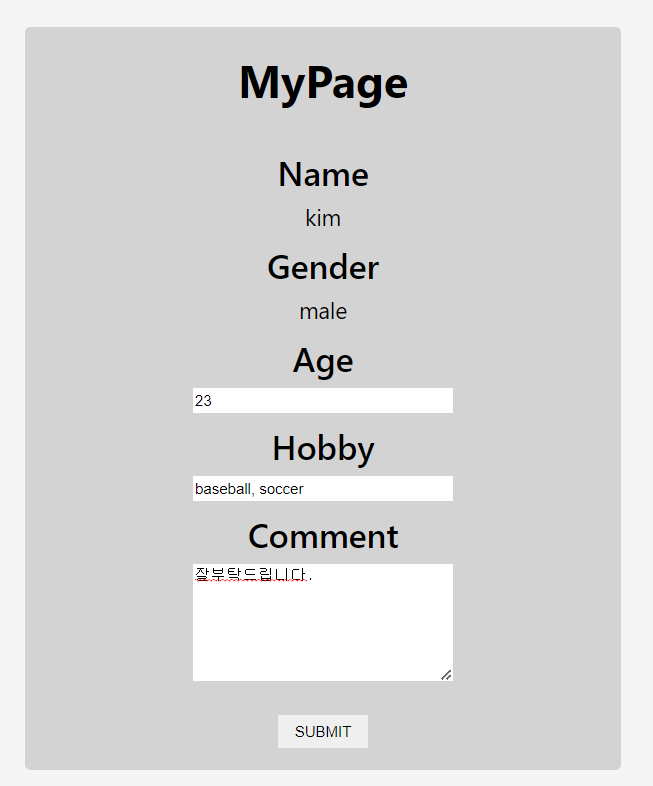 MyPage
Name
kim
Gender
male
Age
23
Hobby
baseball, soccer
Comment
잘부탁드립니다.
SUBMIT